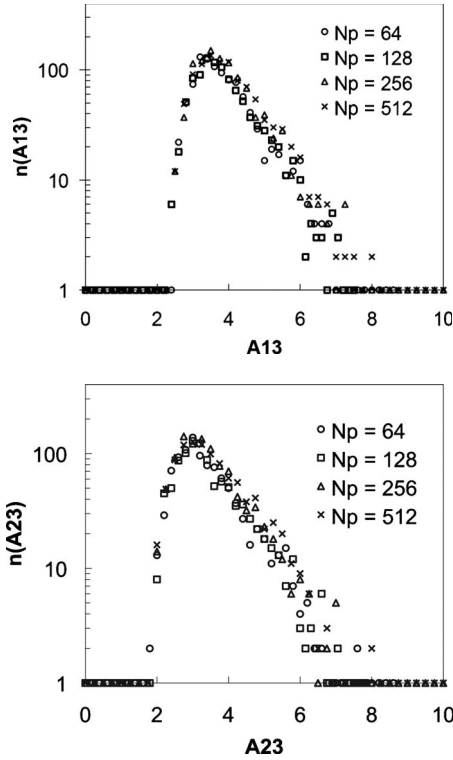 Np = 64
Np = 128
Np = 256
Np = 512
100
10
1
n(A13)
0 2 4 6 8 10
A13
Np = 64
Np = 128
Np = 256
Np = 512
100
10
1
n(A23)
0 2 4 6 8 10
A23